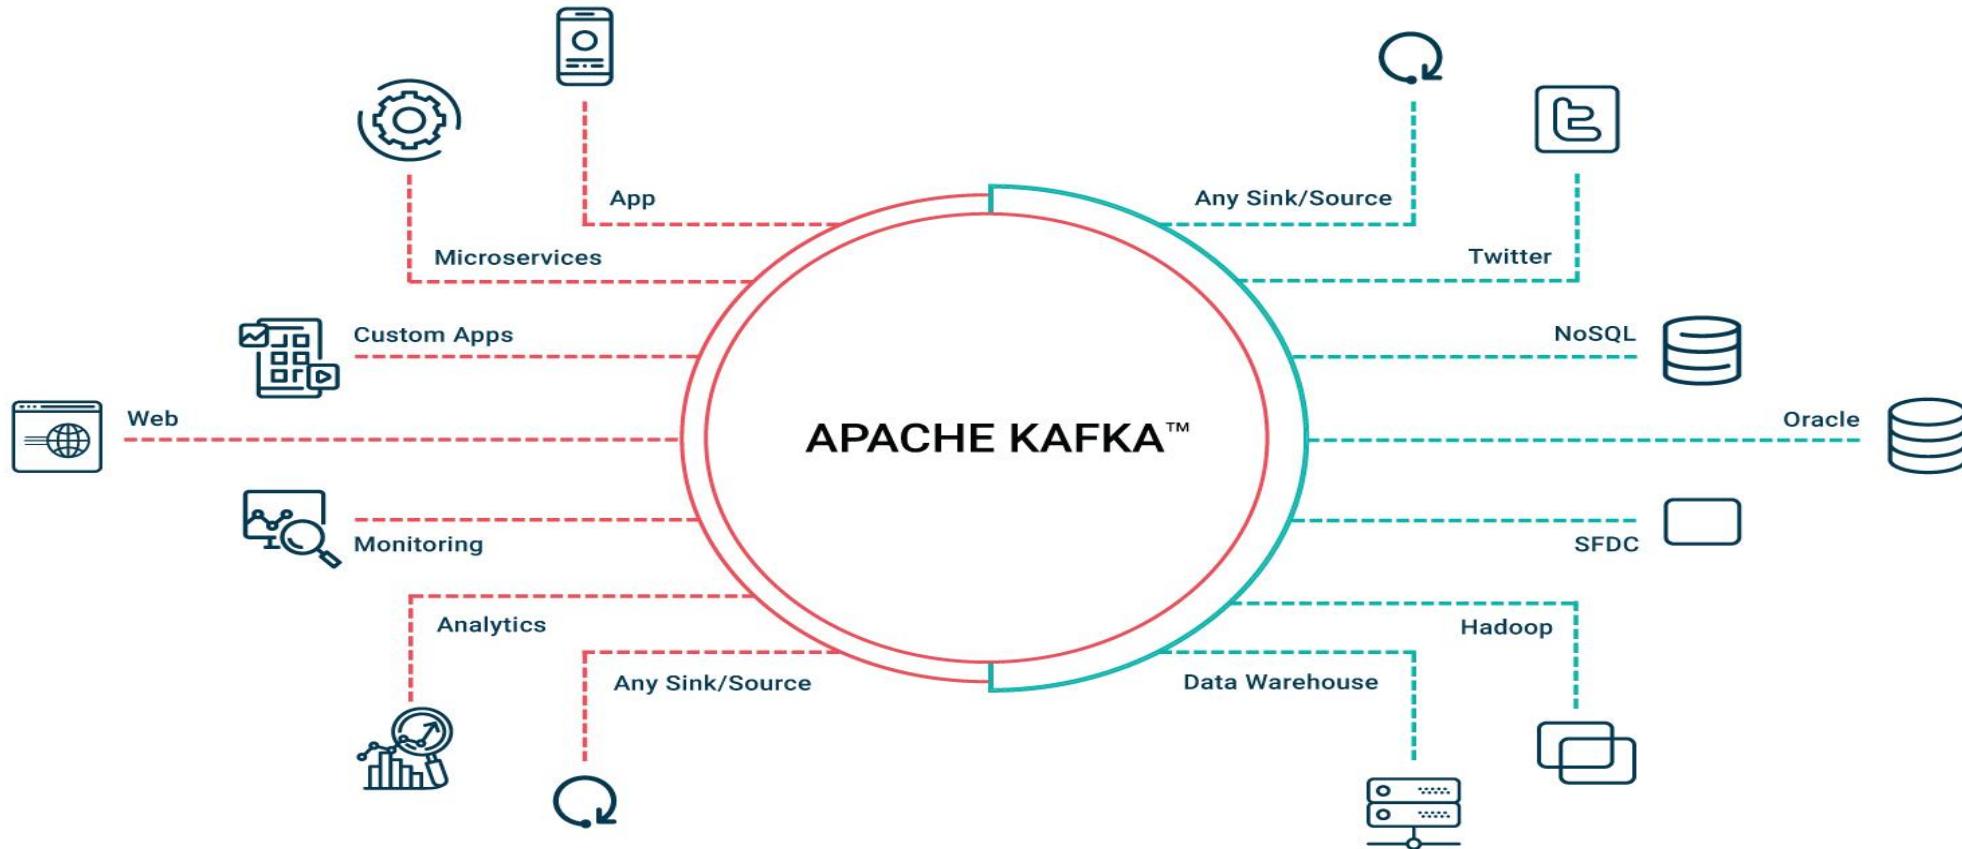 App
Any Sink/Source
Microservices
Twitter
Custom Apps
NoSQL
Web
Oracle
APACHE KAFKA™
Monitoring
SFDC
Analytics
Hadoop
Any Sink/Source
Data Warehouse